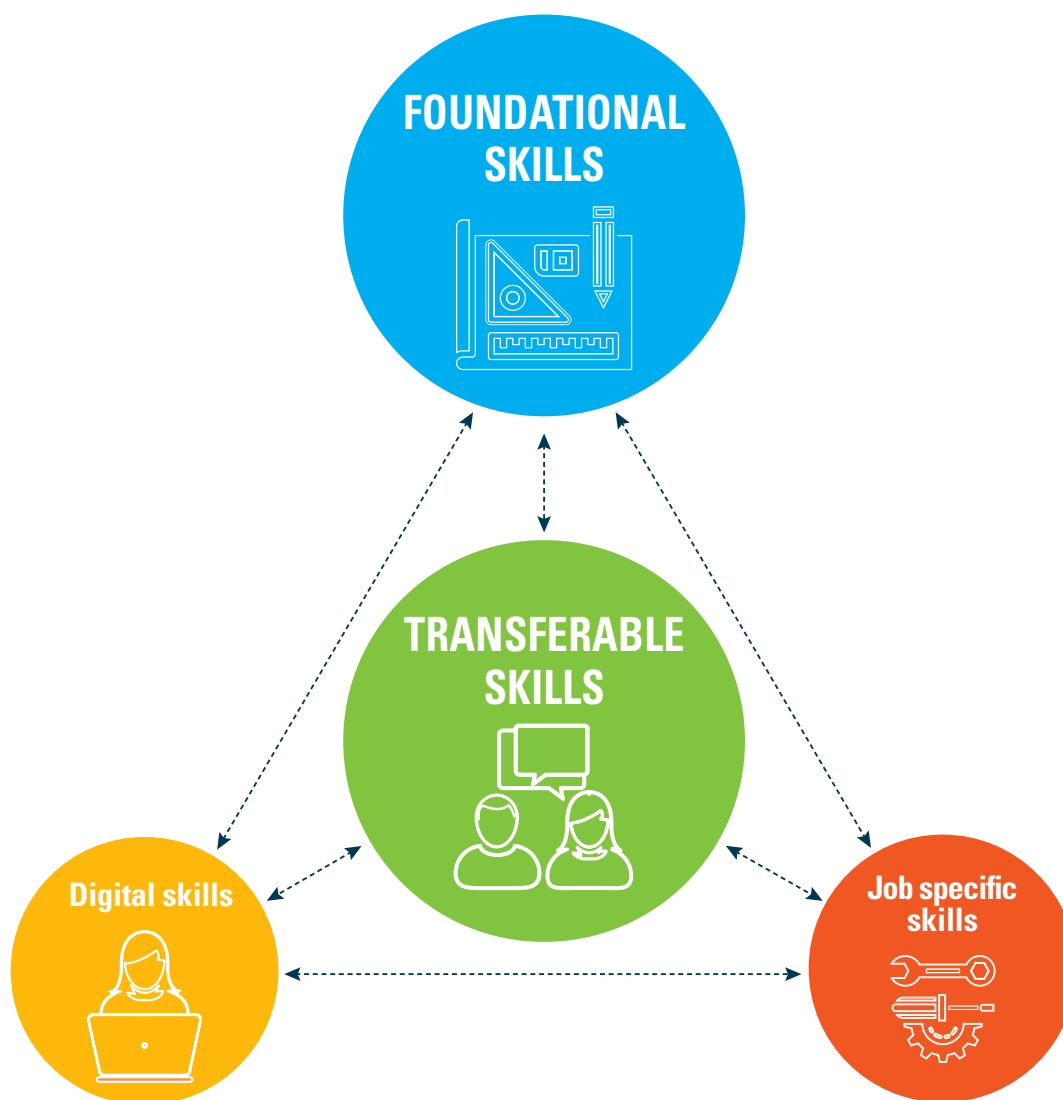 FOUNDATIONAL
SKILLS
TRANSFERABLE
SKILLS
Digital skills
Job specific
skills